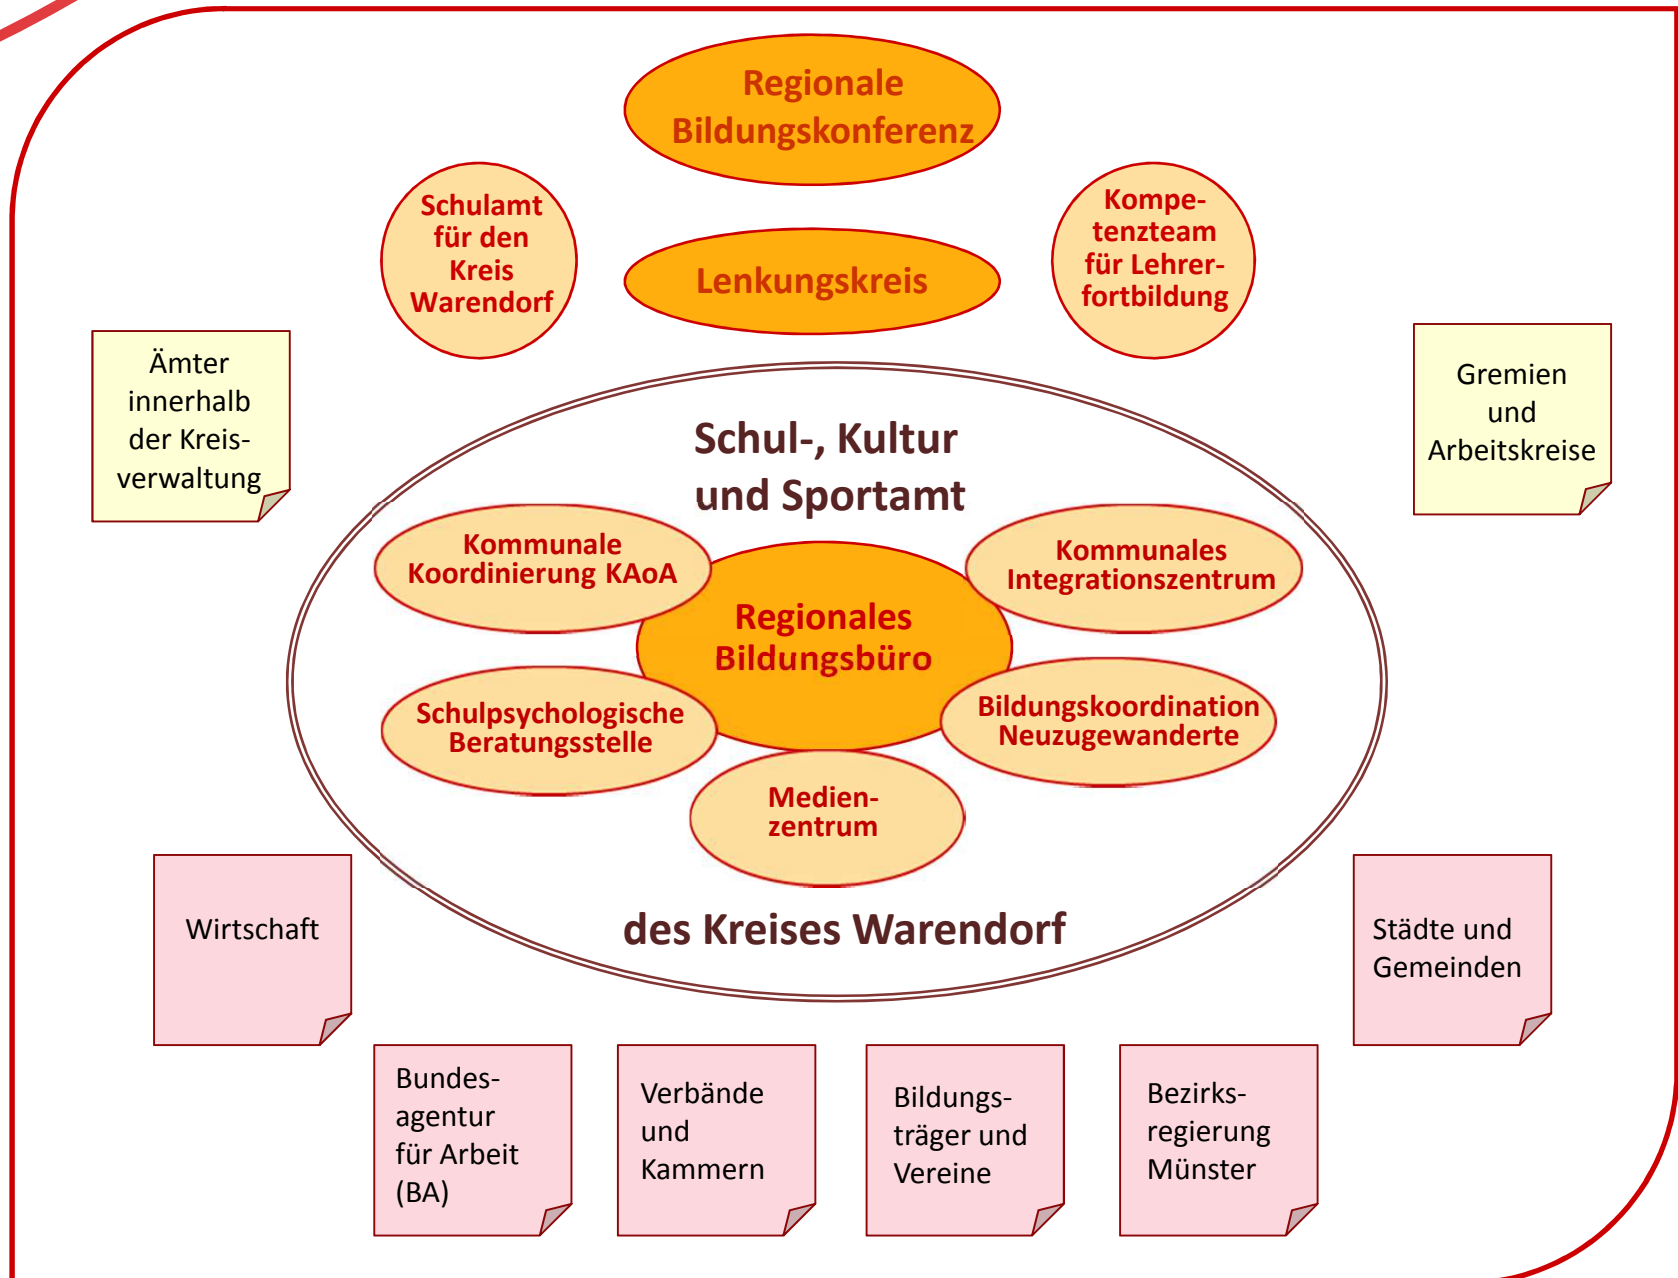 Regionale
Bildungskonferenz
Schulamt
für den
Kreis
Warendorf
Lenkungskreis
Kompe-
tenzteam
für Lehrer-
fortbildung
Ämter
innerhalb
der Kreis-
verwaltung
Gremien
und
Arbeitskreise
Schul-, Kultur
und Sportamt
Kommunale
Koordinierung KAoA
Kommunales
Integrationszentrum
Regionales
Bildungsbüro
Schulpsychologische
Beratungsstelle
Bildungskoordination
Neuzugewanderte
Medien-
zentrum
des Kreises Warendorf
Wirtschaft
Städte und
Gemeinden
Bundes-
agentur
für Arbeit
(BA)
Verbände
und
Kammern
Bildungs-
träger und
Vereine
Bezirks-
regierung
Münster